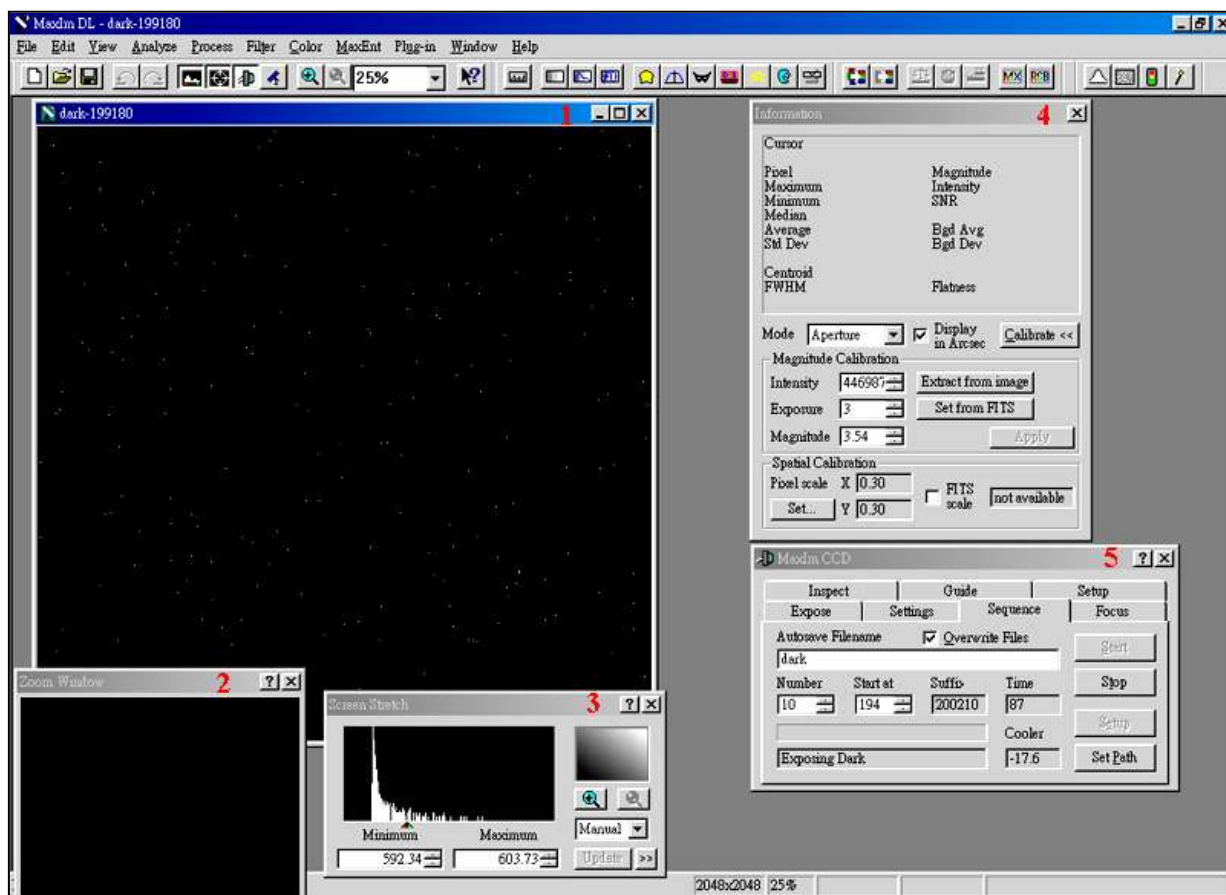 MaxIm DL - dark-199180
File Edit View Analyze Process Filter Color MaxEnt Plug-in Window Help
25%
dark-199180 1
Information 4
Cursor
Pixel Magnitude
Maximum Intensity
Minimum SNR
Median
Average Bgd Avg
Std Dev Bgd Dev
Centroid
FWHM Flatness
Mode Aperture Display in Arcsec Calibrate <<
Magnitude Calibration
Intensity 446987 Extract from image
Exposure 3 Set from FITS
Magnitude 3.54 Apply
Spatial Calibration
Pixel scale X 0.30 FITS scale not available
Set... Y 0.30
MaxIm CCD 5
Inspect Guide Setup
Expose Settings Sequence Focus
Autosave Filename Overwrite Files Start
dark
Number Start at Suffix Time Stop
10 194 200210 87
Cooler Setup
Exposing Dark -17.6 Set Path
Zoom Window 2
Screen Stretch 3
Manual
Minimum Maximum
592.34 603.73 Update >>
2048x2048 25%